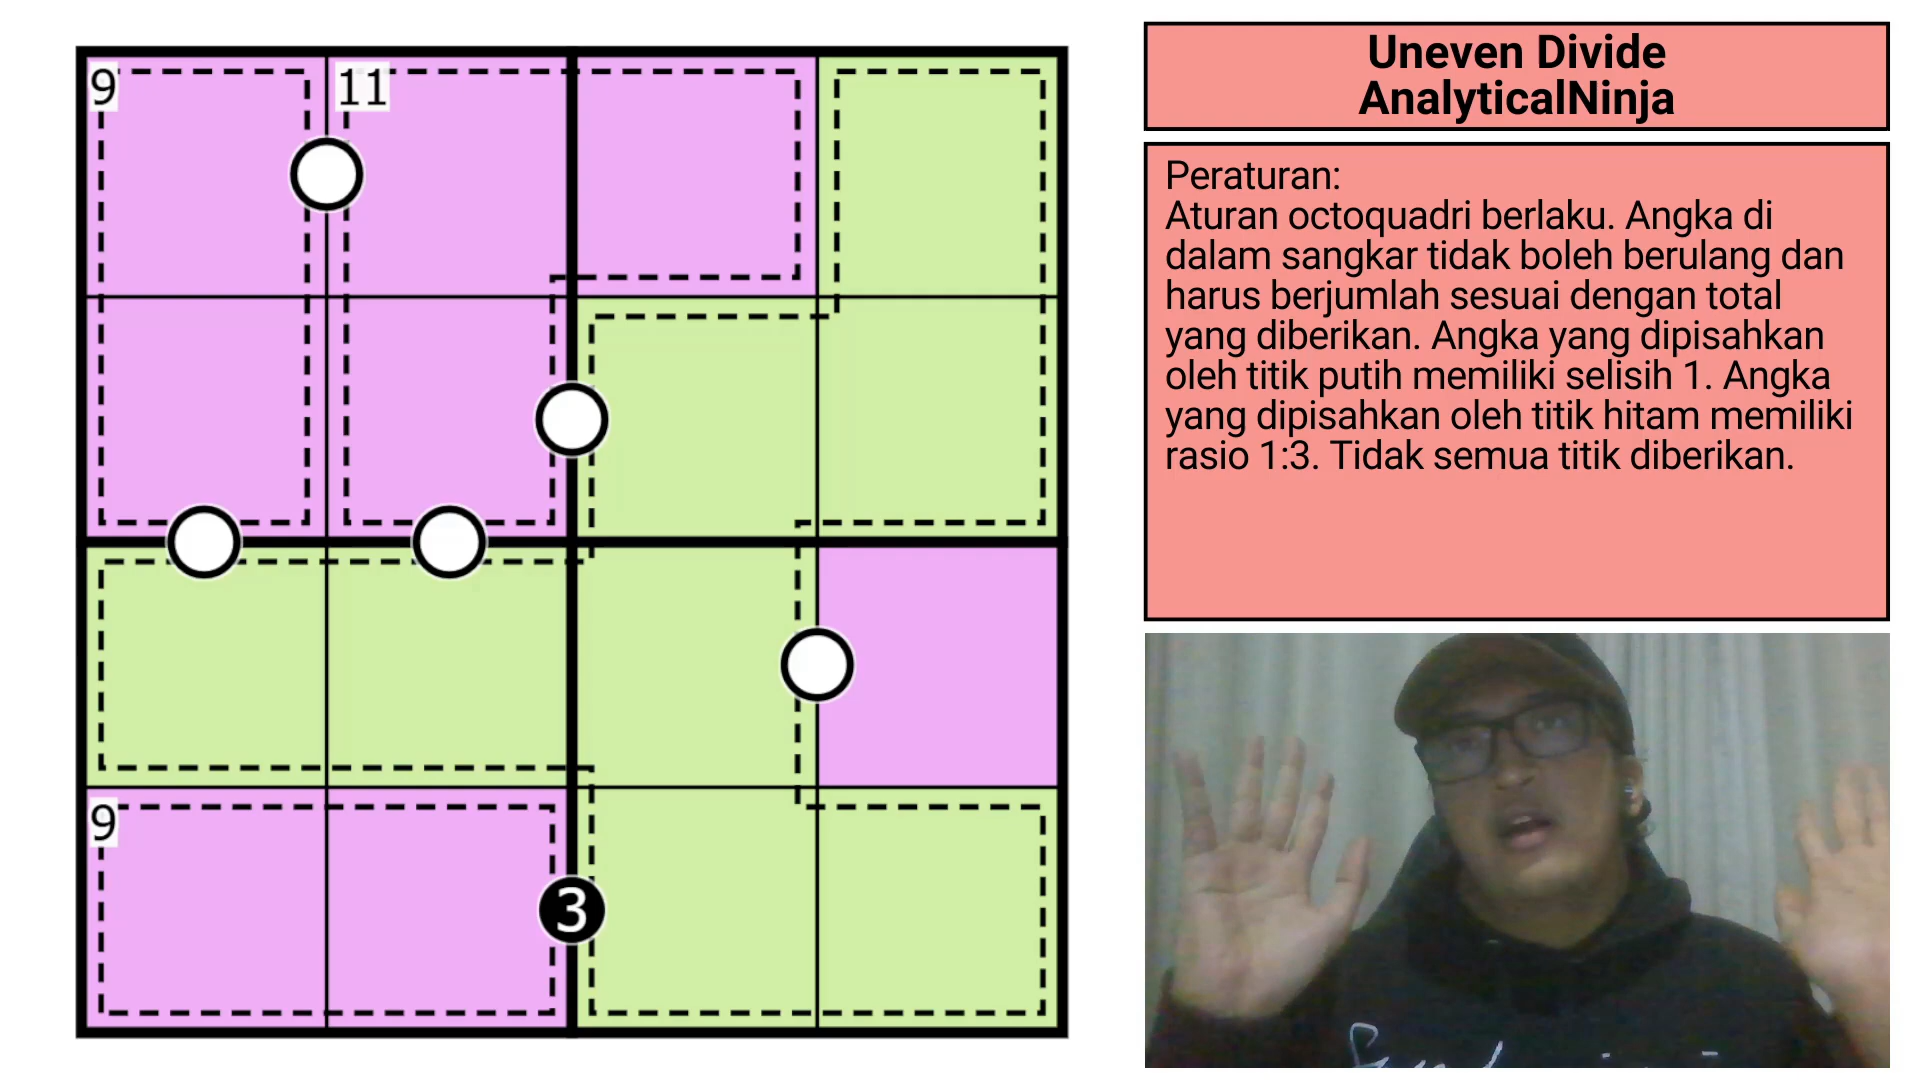 9
11
9
3
Uneven Divide
AnalyticalNinja
Peraturan:
Aturan octoquadri berlaku. Angka di
dalam sangkar tidak boleh berulang dan
harus berjumlah sesuai dengan total
yang diberikan. Angka yang dipisahkan
oleh titik putih memiliki selisih 1. Angka
yang dipisahkan oleh titik hitam memiliki
rasio 1:3. Tidak semua titik diberikan.